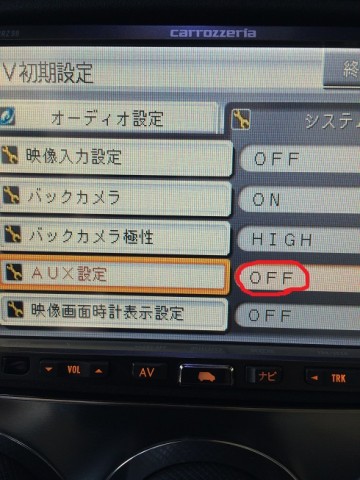 carrozzeria
V初期設定
終
オーディオ設定
システム
映像入力設定 OFF
バックカメラ ON
バックカメラ極性 HIGH
AUX設定 OFF
映像画面時計表示設定 OFF
VOL AV ナビ TRK